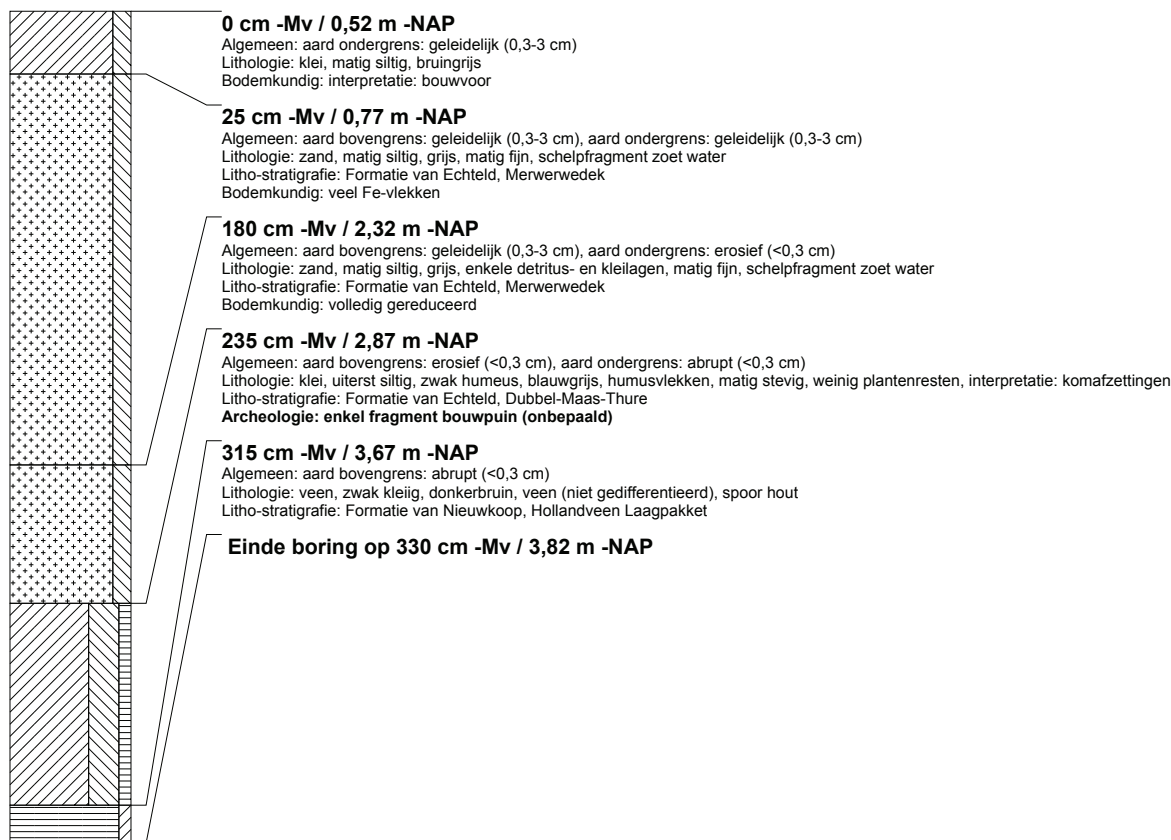 0 cm -Mv / 0,52 m -NAP
Algemeen: aard ondergrens: geleidelijk (0,3-3 cm)
Lithologie: klei, matig siltig, bruingrijs
Bodemkundig: interpretatie: bouwvoor
25 cm -Mv / 0,77 m -NAP
Algemeen: aard bovengrens: geleidelijk (0,3-3 cm), aard ondergrens: geleidelijk (0,3-3 cm)
Lithologie: zand, matig siltig, grijs, matig fijn, schelpfragment zoet water
Litho-stratigrafie: Formatie van Echteld, Merwerwedek
Bodemkundig: veel Fe-vlekken
180 cm -Mv / 2,32 m -NAP
Algemeen: aard bovengrens: geleidelijk (0,3-3 cm), aard ondergrens: erosief (<0,3 cm)
Lithologie: zand, matig siltig, grijs, enkele detritus- en kleilagen, matig fijn, schelpfragment zoet water
Litho-stratigrafie: Formatie van Echteld, Merwerwedek
Bodemkundig: volledig gereduceerd
235 cm -Mv / 2,87 m -NAP
Algemeen: aard bovengrens: erosief (<0,3 cm), aard ondergrens: abrupt (<0,3 cm)
Lithologie: klei, uiterst siltig, zwak humeus, blauwgrijs, humusvlekken, matig stevig, weinig plantenresten, interpretatie: komafzettingen
Litho-stratigrafie: Formatie van Echteld, Dubbel-Maas-Thure
Archeologie: enkel fragment bouwpuin (onbepaald)
315 cm -Mv / 3,67 m -NAP
Algemeen: aard bovengrens: abrupt (<0,3 cm)
Lithologie: veen, zwak kleiig, donkerbruin, veen (niet gedifferentieerd), spoor hout
Litho-stratigrafie: Formatie van Nieuwkoop, Hollandveen Laagpakket
Einde boring op 330 cm -Mv / 3,82 m -NAP